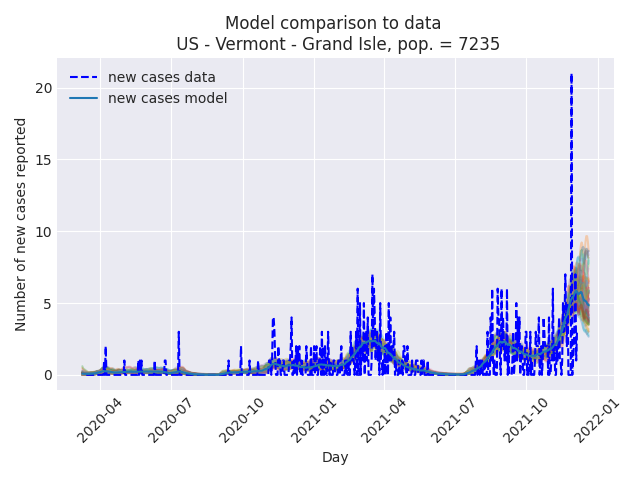 Model comparison to data
US - Vermont - Grand Isle, pop. = 7235
new cases data
new cases model
Number of new cases reported
20
15
10
5
0
2020-04
2020-07
2020-10
2021-01
2021-04
2021-07
2021-10
2022-01
Day